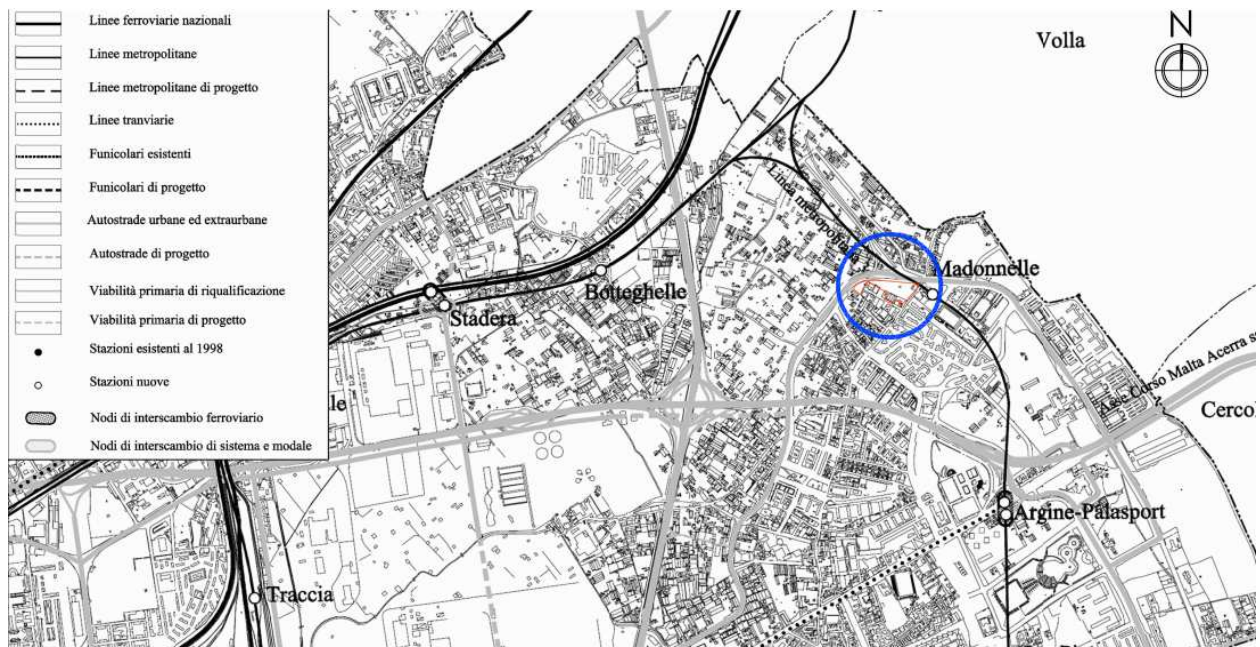 Linee ferroviarie nazionali
Linee metropolitane
Linee metropolitane di progetto
Linee tranviarie
Funicolari esistenti
Funicolari di progetto
Autostrade urbane ed extraurbane
Autostrade di progetto
Viabilità primaria di riqualificazione
Viabilità primaria di progetto
Stazioni esistenti al 1998
Stazioni nuove
Nodi di interscambio ferroviario
Nodi di interscambio di sistema e modale
N
Volla
Linea metropolitana
Madonnelle
Botteghelle
Stadera
le
Corso Malta Acerra
Cercol
Argine-Palasport
Traccia